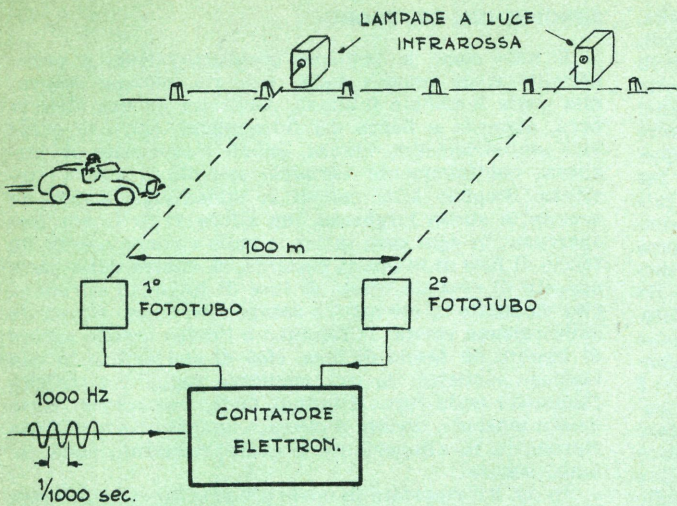 LAMPADE A LUCE
INFRAROSSA
100 m
1°
FOTOTUBO
2°
FOTOTUBO
1000 Hz
CONTATORE
ELETTRON.
1/1000 sec.